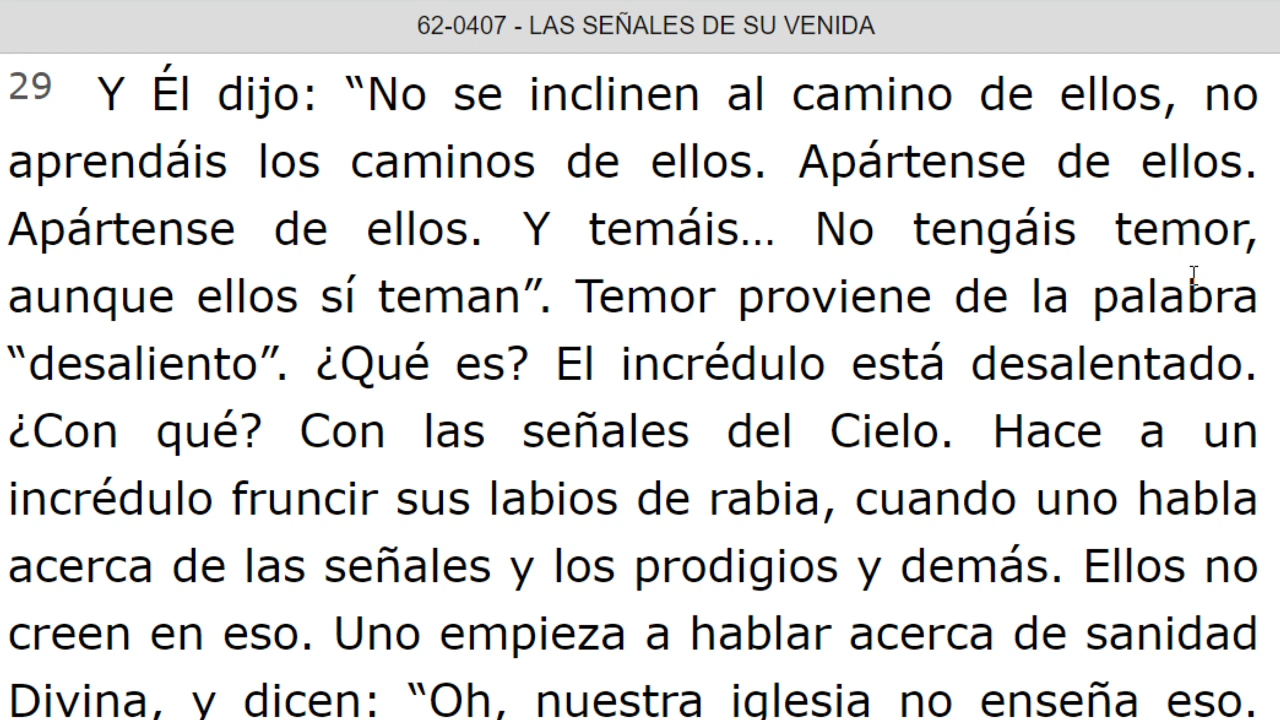 62-0407 - LAS SEÑALES DE SU VENIDA
29 Y Él dijo: “No se inclinen al camino de ellos, no
aprendáis los caminos de ellos. Apártense de ellos.
Apártense de ellos. Y temáis… No tengáis temor,
aunque ellos sí teman”. Temor proviene de la palabra
“desaliento”. ¿Qué es? El incrédulo está desalentado.
¿Con qué? Con las señales del Cielo. Hace a un
incrédulo fruncir sus labios de rabia, cuando uno habla
acerca de las señales y los prodigios y demás. Ellos no
creen en eso. Uno empieza a hablar acerca de sanidad
Divina, y dicen: “Oh, nuestra iglesia no enseña eso.